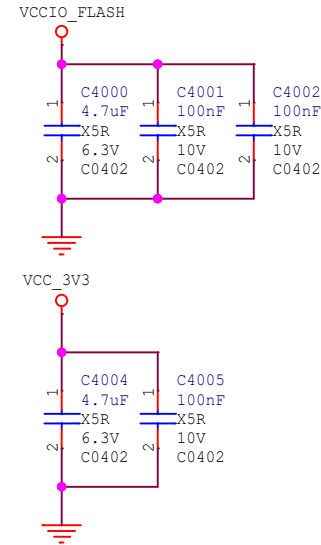 VCCIO_FLASH
C4000 C4001 C4002
1 4.7uF 1 100nF 1 100nF
X5R X5R X5R
2 6.3V 2 10V 2 10V
C0402 C0402 C0402
VCC_3V3
C4004 C4005
1 4.7uF 1 100nF
X5R X5R
2 6.3V 2 10V
C0402 C0402